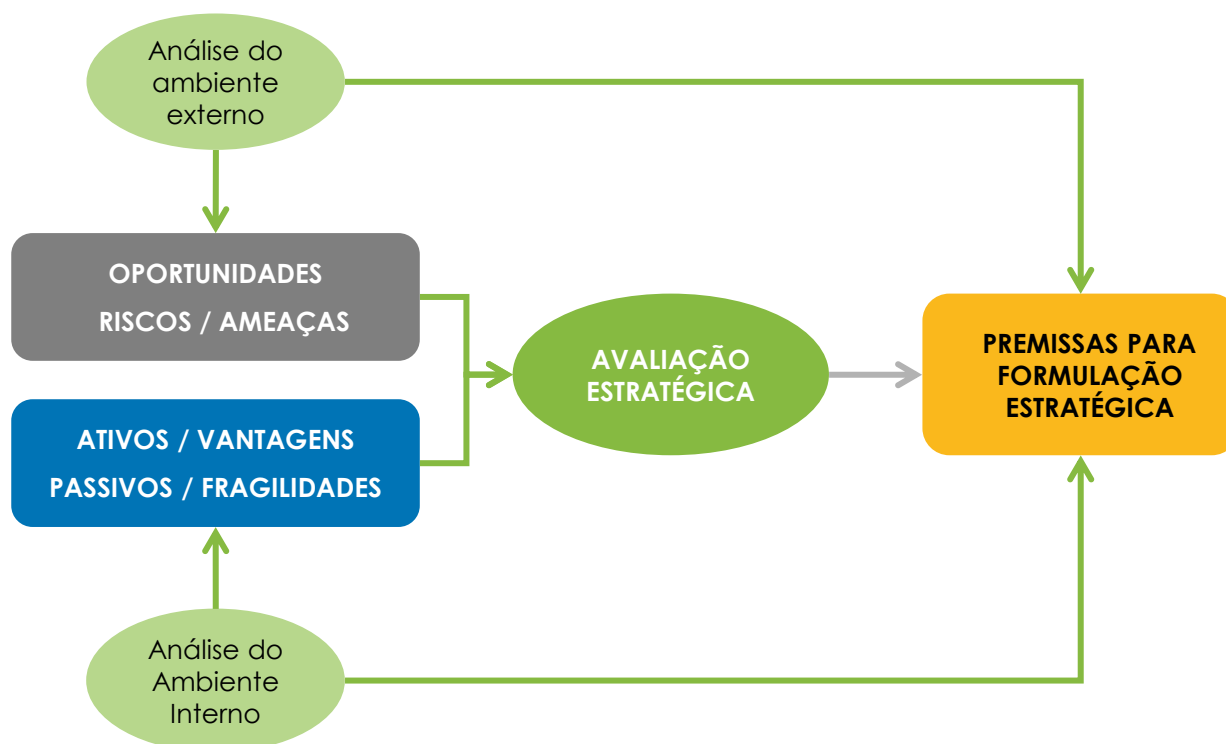 Análise do
ambiente
externo
OPORTUNIDADES
RISCOS / AMEAÇAS
ATIVOS / VANTAGENS
PASSIVOS / FRAGILIDADES
AVALIAÇÃO
ESTRATÉGICA
PREMISSAS PARA
FORMULAÇÃO
ESTRATÉGICA
Análise do
Ambiente
Interno